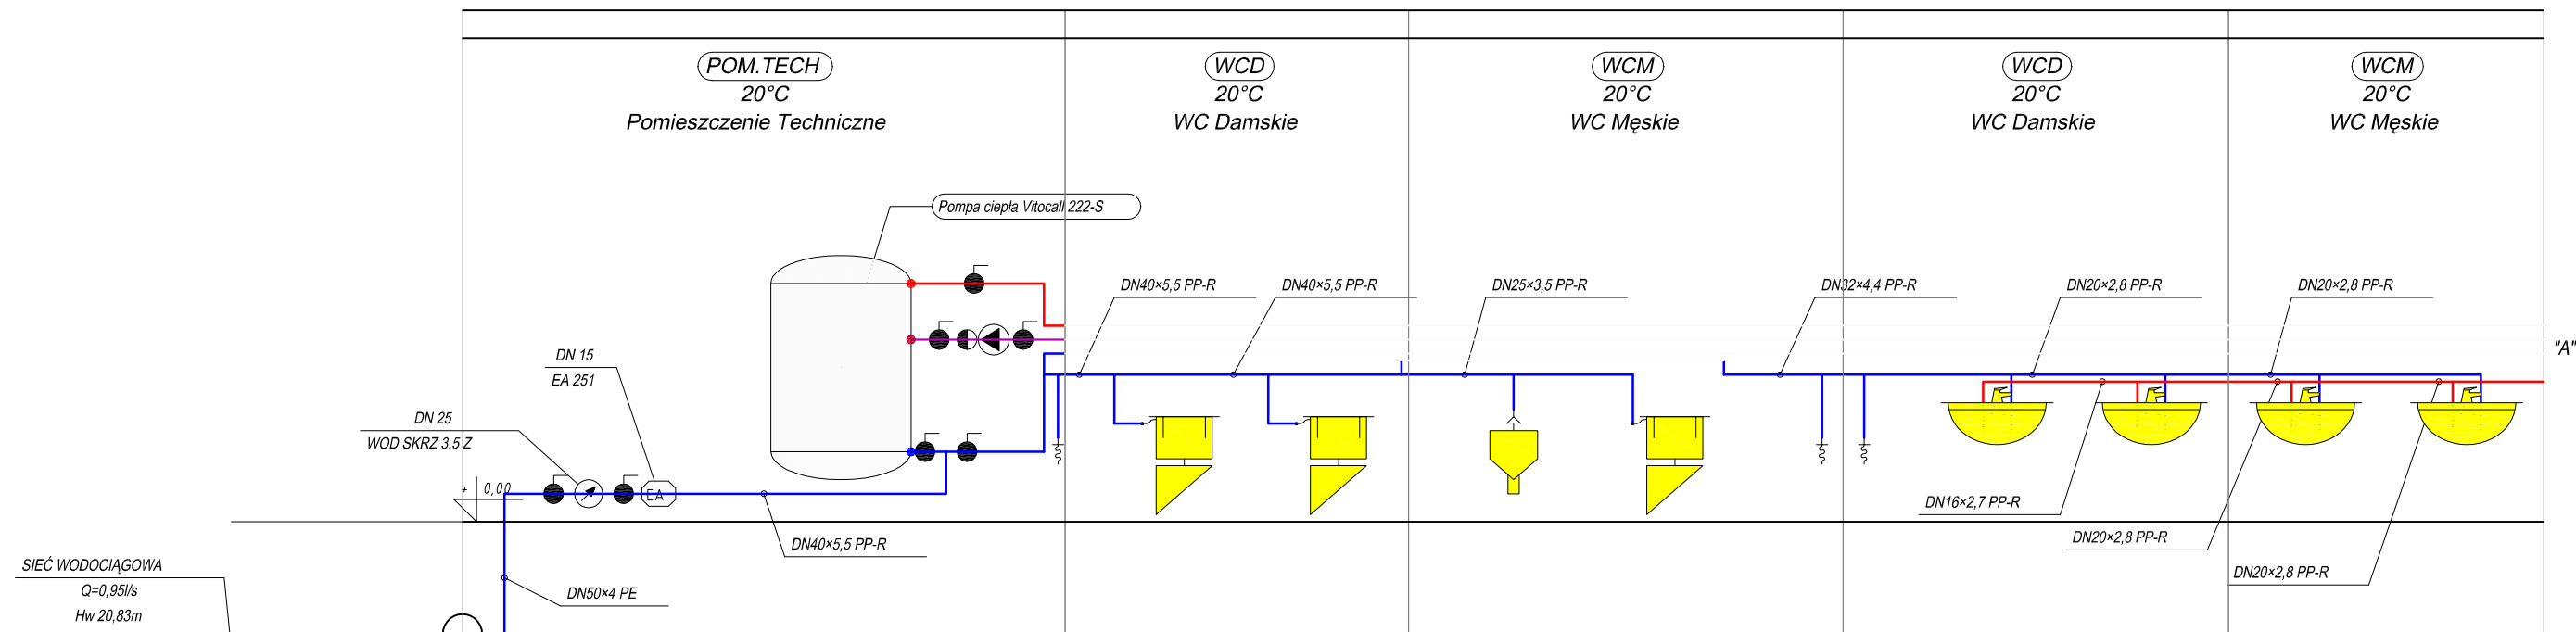 POM.TECH
20°C
Pomieszczenie Techniczne
WCD
20°C
WC Damskie
WCM
20°C
WC Męskie
WCD
20°C
WC Damskie
WCM
20°C
WC Męskie
Pompa ciepła Vitocall 222-S
DN40×5,5 PP-R
DN40×5,5 PP-R
DN25×3,5 PP-R
DN32×4,4 PP-R
DN20×2,8 PP-R
DN20×2,8 PP-R
"A"
DN 15
EA 251
DN 25
WOD SKRZ 3.5 Z
+ 0,00
EA
DN16×2,7 PP-R
DN20×2,8 PP-R
DN40×5,5 PP-R
DN20×2,8 PP-R
SIEĆ WODOCIĄGOWA
Q=0,95l/s
Hw 20,83m
DN50×4 PE